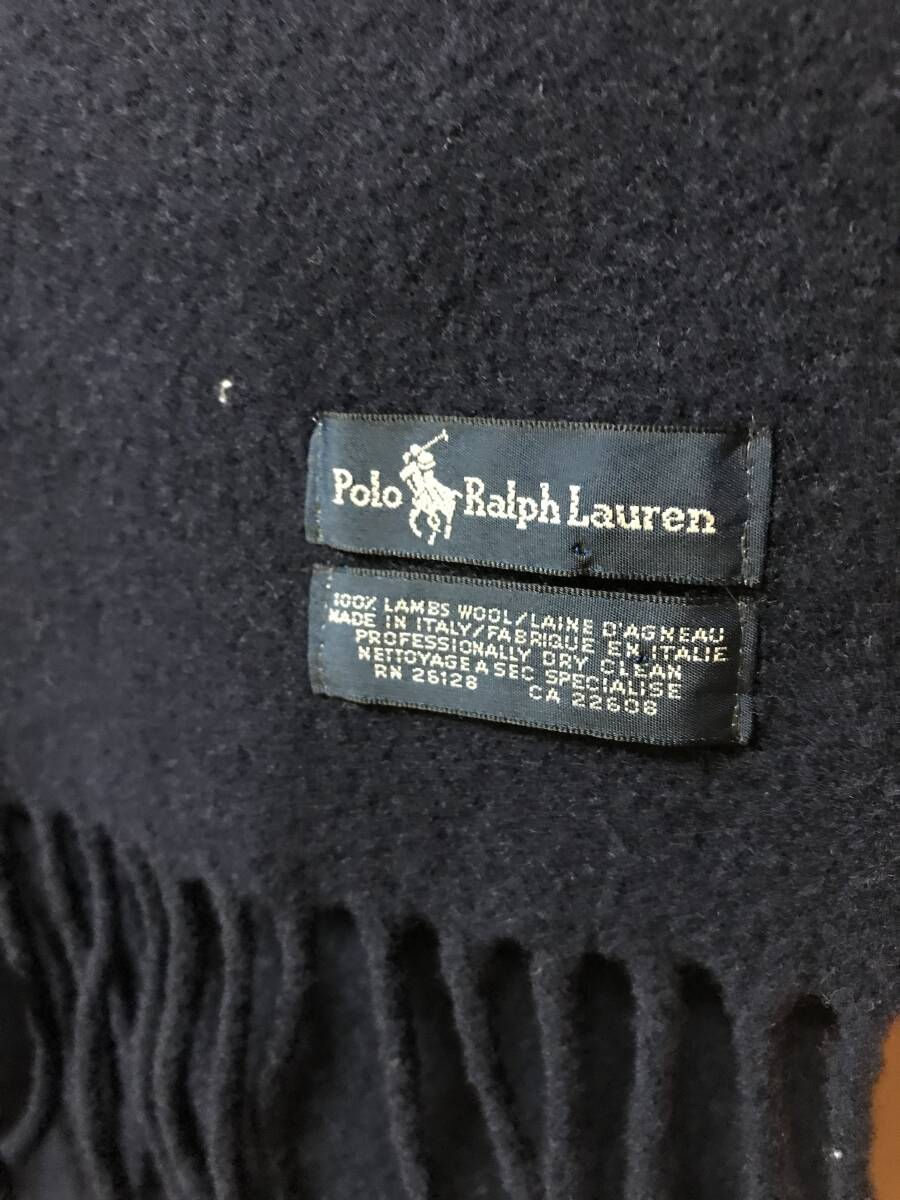 Polo Ralph Lauren
100% LAMBS WOOL/LAINE D'AGNEAU
MADE IN ITALY/FABRIQUE EN ITALIE
PROFESSIONALLY DRY CLEAN
NETTOYAGE A SEC SPECIALISE
RN 26128 CA 22606